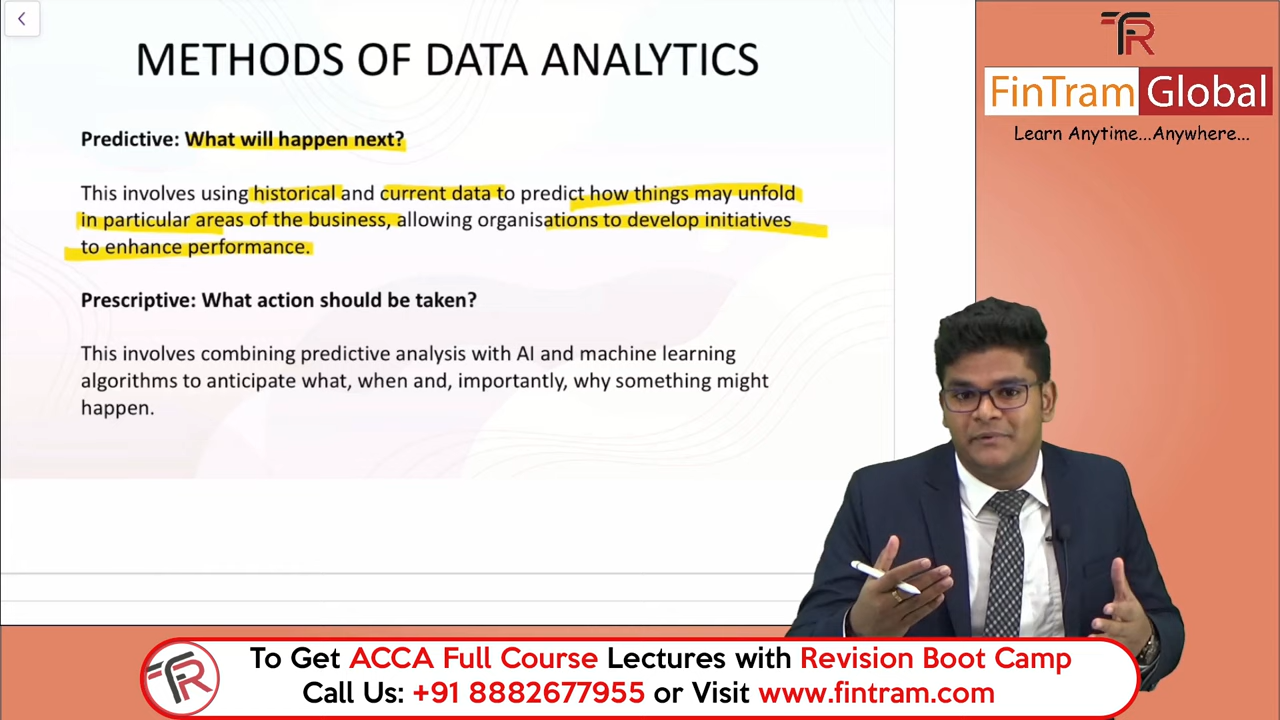 METHODS OF DATA ANALYTICS
Predictive: What will happen next?
This involves using historical and current data to predict how things may unfold
in particular areas of the business, allowing organisations to develop initiatives
to enhance performance.
Prescriptive: What action should be taken?
This involves combining predictive analysis with AI and machine learning
algorithms to anticipate what, when and, importantly, why something might
happen.
FinTram Global
Learn Anytime...Anywhere...
To Get ACCA Full Course Lectures with Revision Boot Camp
Call Us: +91 8882677955 or Visit www.fintram.com